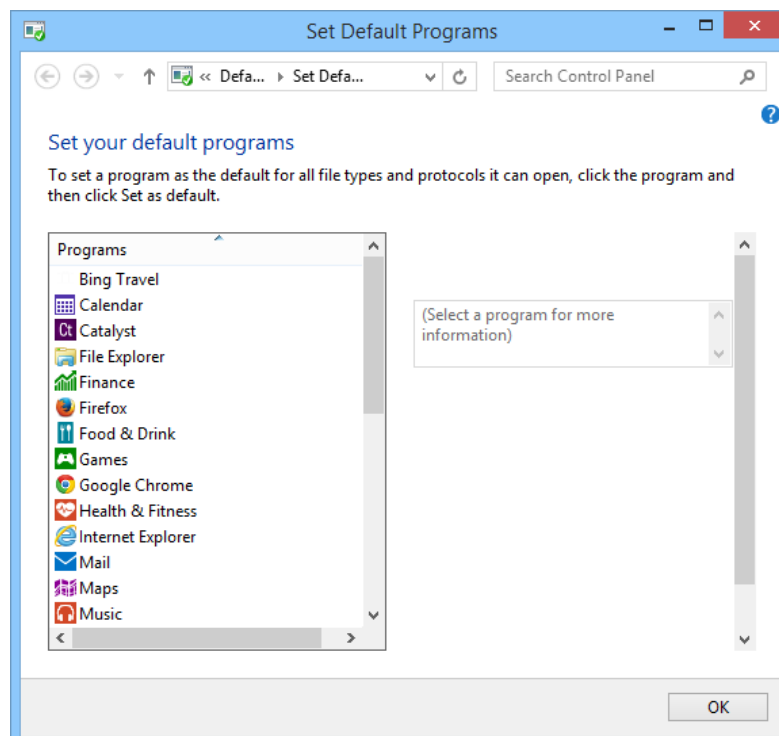 Set Default Programs
« Defa... Set Defa...
Search Control Panel
?
Set your default programs
To set a program as the default for all file types and protocols it can open, click the program and
then click Set as default.
Programs
Bing Travel
Calendar
Ct Catalyst
File Explorer
Finance
Firefox
Food & Drink
Games
Google Chrome
Health & Fitness
Internet Explorer
Mail
Maps
Music
(Select a program for more
information)
OK